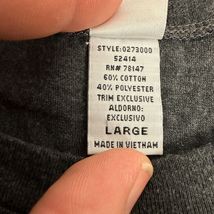 STYLE:0273000
52414
RN# 78147
60% COTTON
40% POLYESTER
TRIM EXCLUSIVE
ALDORNO:
EXCLUSIVO
LARGE
MADE IN VIETNAM